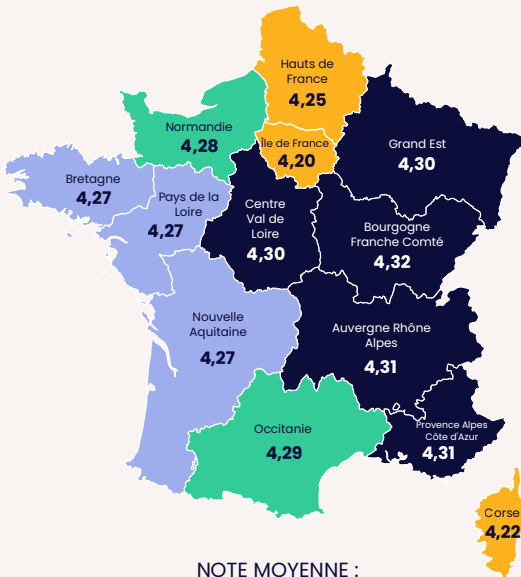 Hauts de
France
4,25
Normandie
4,28
Île de France
4,20
Grand Est
4,30
Bretagne
4,27
Pays de la
Loire
4,27
Centre
Val de
Loire
4,30
Bourgogne
Franche Comté
4,32
Nouvelle
Aquitaine
4,27
Auvergne Rhône
Alpes
4,31
Occitanie
4,29
Provence Alpes
Côte d'Azur
4,31
Corse
4,22
NOTE MOYENNE :